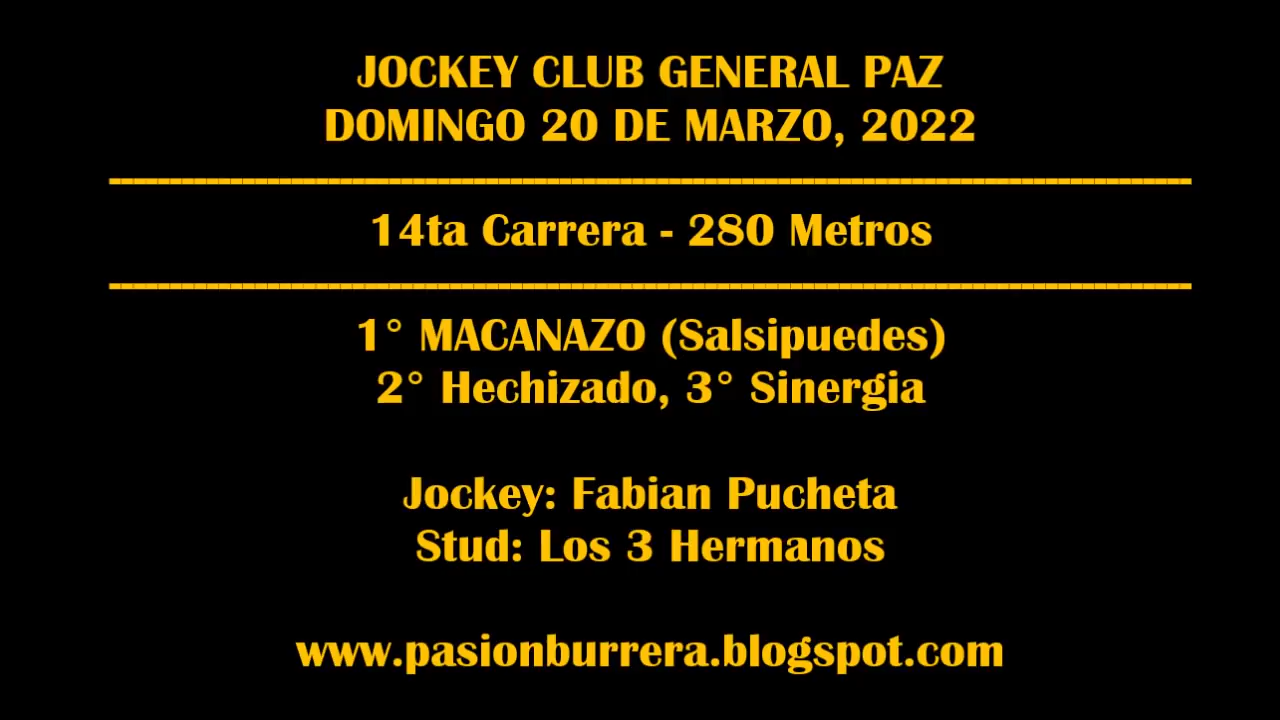 JOCKEY CLUB GENERAL PAZ
DOMINGO 20 DE MARZO, 2022
14ta Carrera - 280 Metros
1° MACANAZO (Salsipuedes)
2° Hechizado, 3° Sinergia
Jockey: Fabian Pucheta
Stud: Los 3 Hermanos
www.pasionburrera.blogspot.com